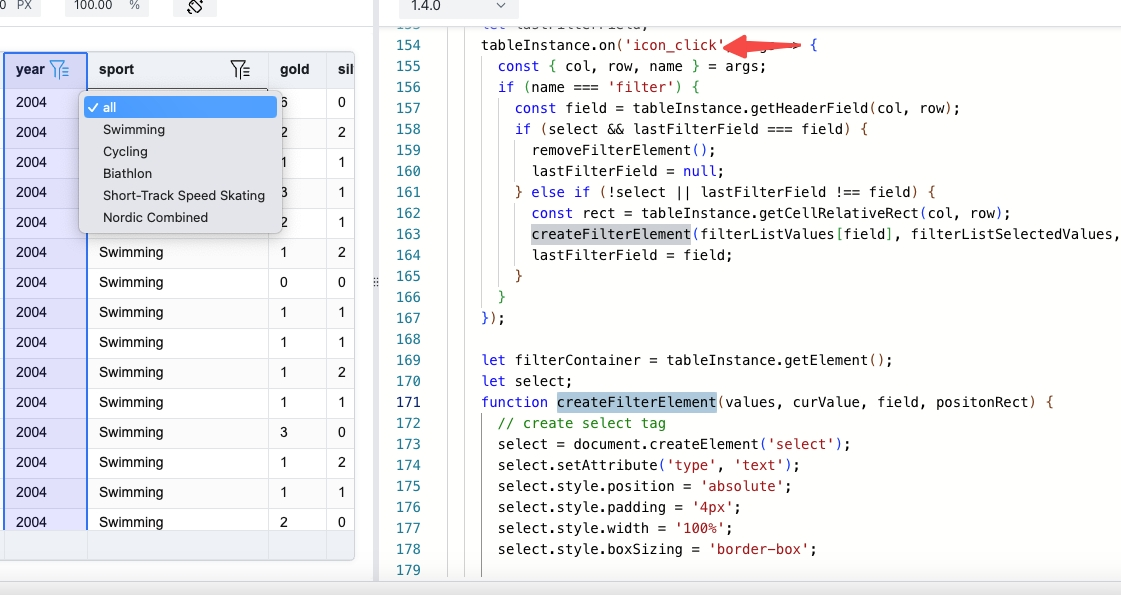 0 PX 100.00 % 1.4.0
year sport gold sil
2004 6 0
✓ all
2004 2 2
Swimming
2004 1 1
Cycling
Biathlon
2004 3 1
Short-Track Speed Skating
2004 2 1
Nordic Combined
2004 Swimming 1 2
2004 Swimming 0 0
2004 Swimming 1 1
2004 Swimming 1 1
2004 Swimming 1 2
2004 Swimming 1 1
2004 Swimming 3 0
2004 Swimming 1 2
2004 Swimming 1 1
2004 Swimming 2 0
153 let lastFilterField;
154 tableInstance.on('icon_click', => {
155 const { col, row, name } = args;
156 if (name === 'filter') {
157 const field = tableInstance.getHeaderField(col, row);
158 if (select && lastFilterField === field) {
159 removeFilterElement();
160 lastFilterField = null;
161 } else if (!select || lastFilterField !== field) {
162 const rect = tableInstance.getCellRelativeRect(col, row);
163 createFilterElement(filterListValues[field], filterListSelectedValues,
164 lastFilterField = field;
165 }
166 }
167 });
168
169 let filterContainer = tableInstance.getElement();
170 let select;
171 function createFilterElement(values, curValue, field, positonRect) {
172 // create select tag
173 select = document.createElement('select');
174 select.setAttribute('type', 'text');
175 select.style.position = 'absolute';
176 select.style.padding = '4px';
177 select.style.width = '100%';
178 select.style.boxSizing = 'border-box';
179